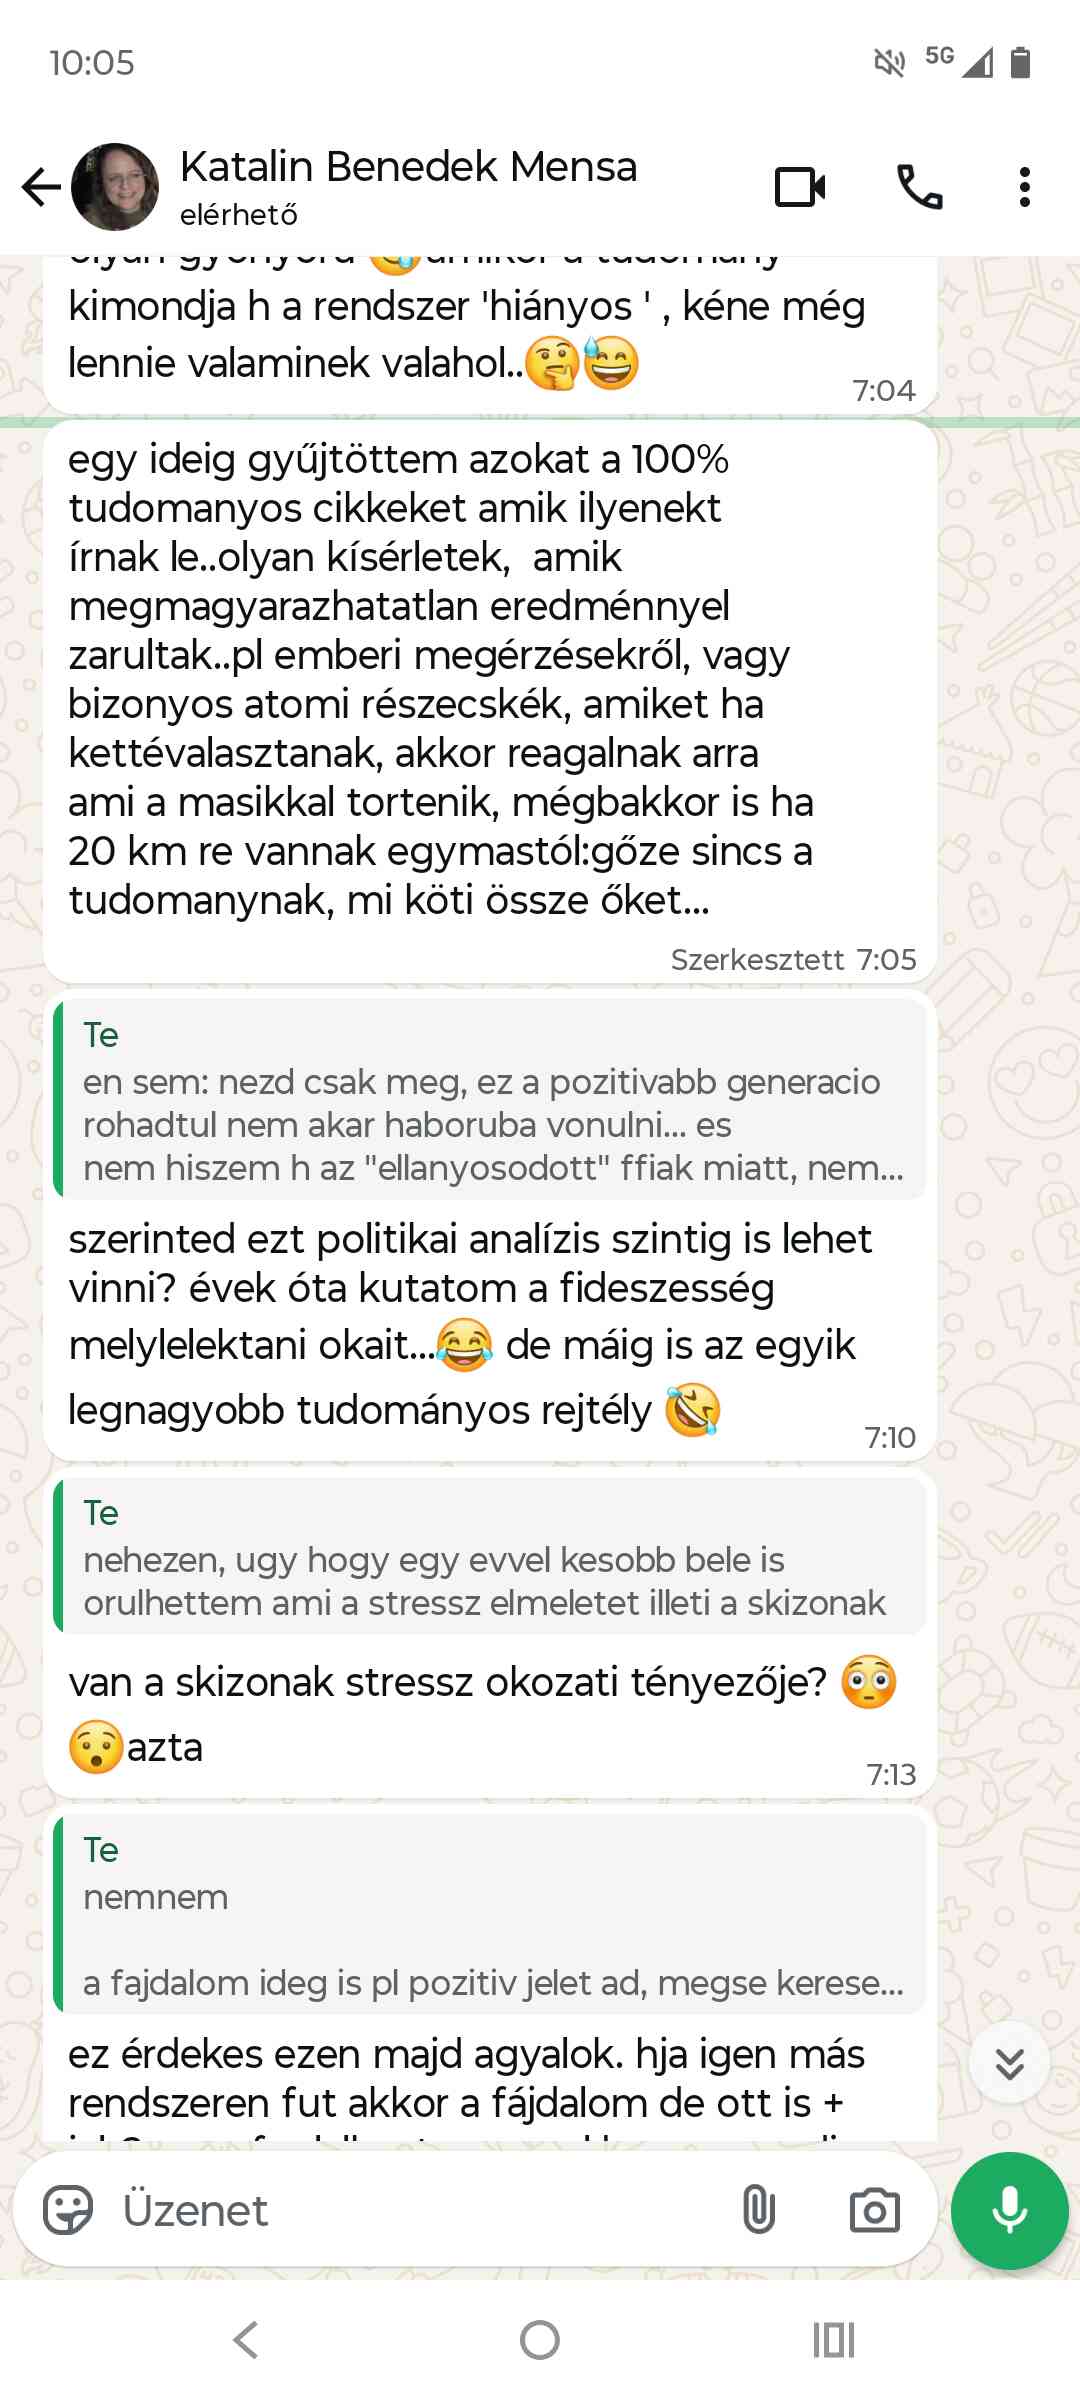 10:05
5G
Katalin Benedek Mensa
elérhető
olyan gyönyörű 🤣amikor a tudomány
kimondja h a rendszer 'hiányos ' , kéne még
lennie valaminek valahol..🤔😅
7:04
egy ideig gyűjtöttem azokat a 100%
tudomanyos cikkeket amik ilyenekt
írnak le..olyan kísérletek,  amik
megmagyarazhatatlan eredménnyel
zarultak..pl emberi megérzésekről, vagy
bizonyos atomi részecskék, amiket ha
kettévalasztanak, akkor reagalnak arra
ami a masikkal tortenik, mégbakkor is ha
20 km re vannak egymastól:gőze sincs a
tudomanynak, mi köti össze őket...
Szerkesztett 7:05
Te
en sem: nezd csak meg, ez a pozitivabb generacio
rohadtul nem akar haboruba vonulni... es
nem hiszem h az "ellanyosodott" ffiak miatt, nem...
szerinted ezt politikai analízis szintig is lehet
vinni? évek óta kutatom a fideszesség
melylelektani okait...😂 de máig is az egyik
legnagyobb tudományos rejtély 🤣
7:10
Te
nehezen, ugy hogy egy evvel kesobb bele is
orulhettem ami a stressz elmeletet illeti a skizonak
van a skizonak stressz okozati tényezője? 😳
😯azta
7:13
Te
nemnem
a fajdalom ideg is pl pozitiv jelet ad, megse kerese...
ez érdekes ezen majd agyalok. hja igen más
rendszeren fut akkor a fájdalom de ott is +
Üzenet